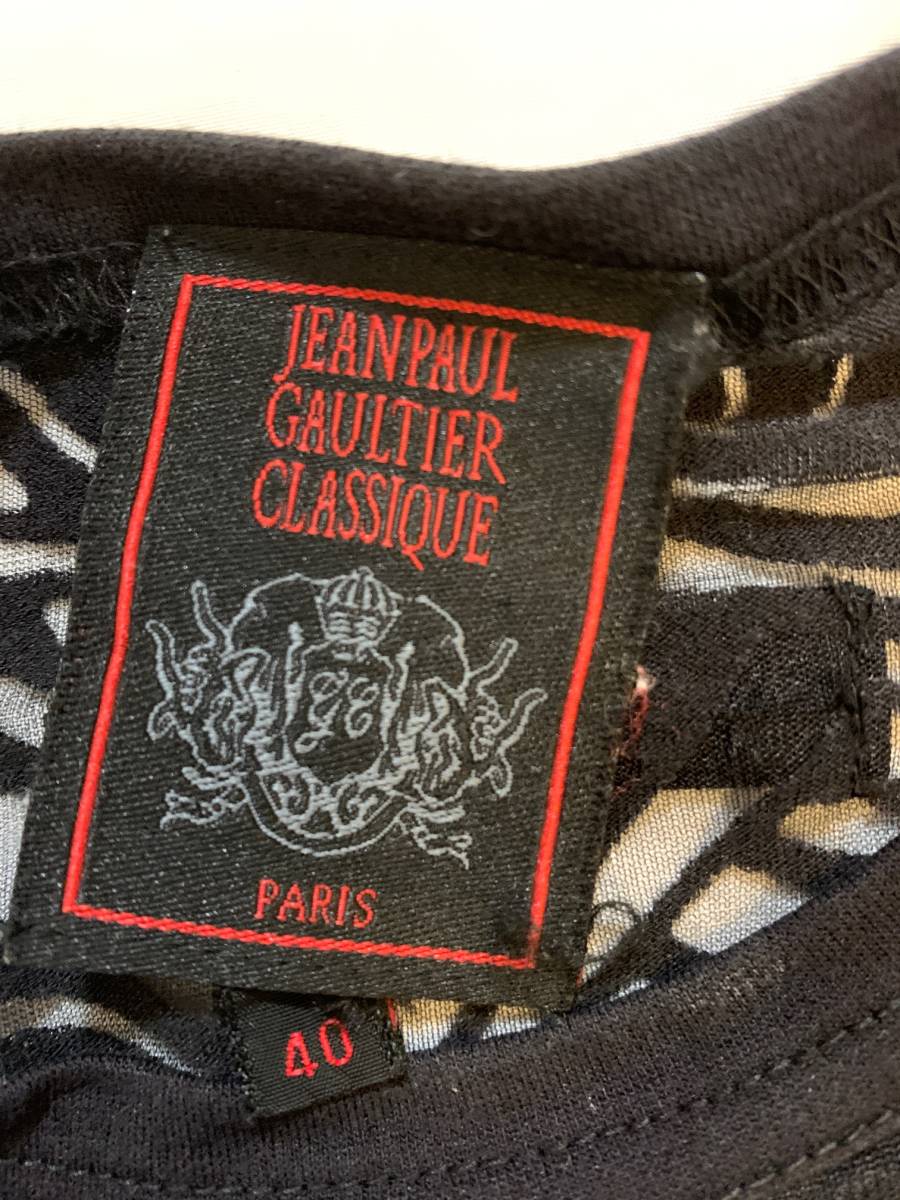 JEAN PAUL
GAULTIER
CLASSIQUE
PARIS
40